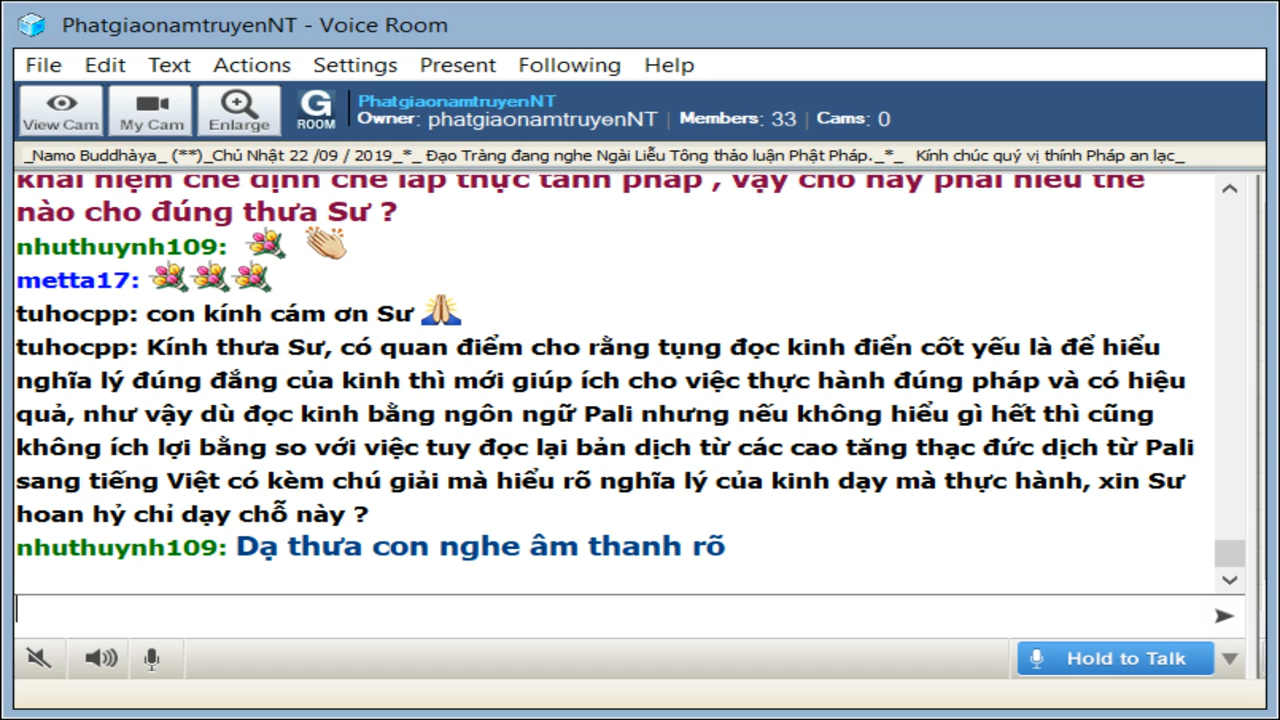 PhatgiaonamtruyenNT - Voice Room
File Edit Text Actions Settings Present Following Help
View Cam My Cam Enlarge G ROOM PhatgiaonamtruyenNT
Owner: phatgiaonamtruyenNT | Members: 33 | Cams: 0
_Namo Buddhàya_ (**)_Chủ Nhật 22 /09 / 2019_*_ Đạo Tràng đang nghe Ngài Liễu Tông thảo luận Phật Pháp._*_ Kính chúc quý vị thính Pháp an lạc_
khái niệm chế định che lấp thực tánh pháp , vậy chỗ này phải hiểu thế
nào cho đúng thưa Sư ?
nhuthuynh109:
metta17:
tuhocpp: con kính cám ơn Sư
tuhocpp: Kính thưa Sư, có quan điểm cho rằng tụng đọc kinh điển cốt yếu là để hiểu
nghĩa lý đúng đắng của kinh thì mới giúp ích cho việc thực hành đúng pháp và có hiệu
quả, như vậy dù đọc kinh bằng ngôn ngữ Pali nhưng nếu không hiểu gì hết thì cũng
không ích lợi bằng so với việc tuy đọc lại bản dịch từ các cao tăng thạc đức dịch từ Pali
sang tiếng Việt có kèm chú giải mà hiểu rõ nghĩa lý của kinh dạy mà thực hành, xin Sư
hoan hỷ chỉ dạy chỗ này ?
nhuthuynh109: Dạ thưa con nghe âm thanh rõ
Hold to Talk